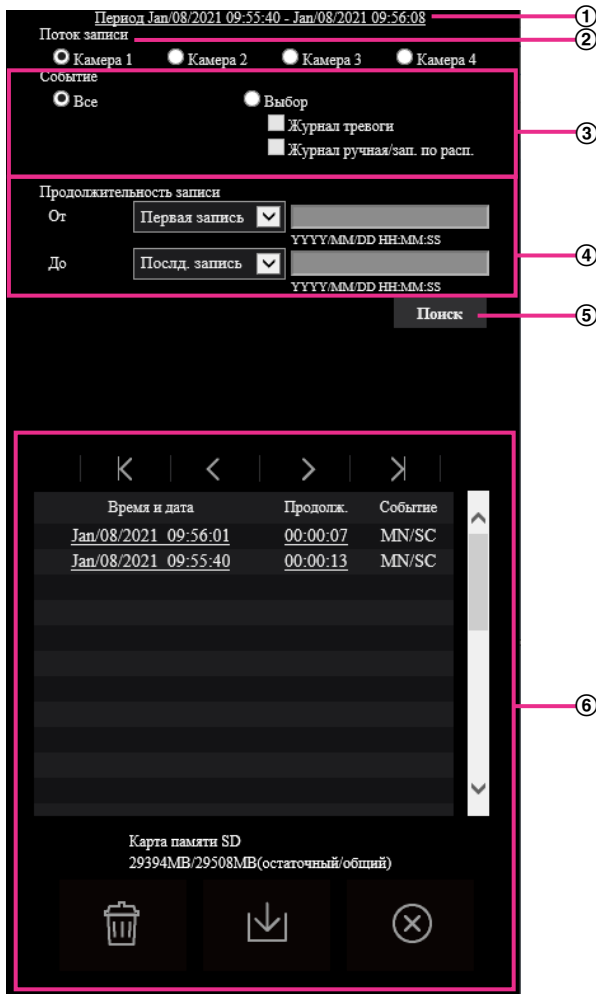 Период Jan/08/2021 09:55:40 - Jan/08/2021 09:56:08 ①
Поток записи ②
Камера 1 Камера 2 Камера 3 Камера 4
Событие
Все Выбор
Журнал тревоги ③
Журнал ручная/зап. по расп.
Продолжительность записи
От Первая запись
YYYY/MM/DD HH:MM:SS
④
До Послд. запись
YYYY/MM/DD HH:MM:SS
Поиск ⑤
Время и дата Продолж. Событие
Jan/08/2021 09:56:01 00:00:07 MN/SC
Jan/08/2021 09:55:40 00:00:13 MN/SC
⑥
Карта памяти SD
29394MB/29508MB(остаточный/общий)